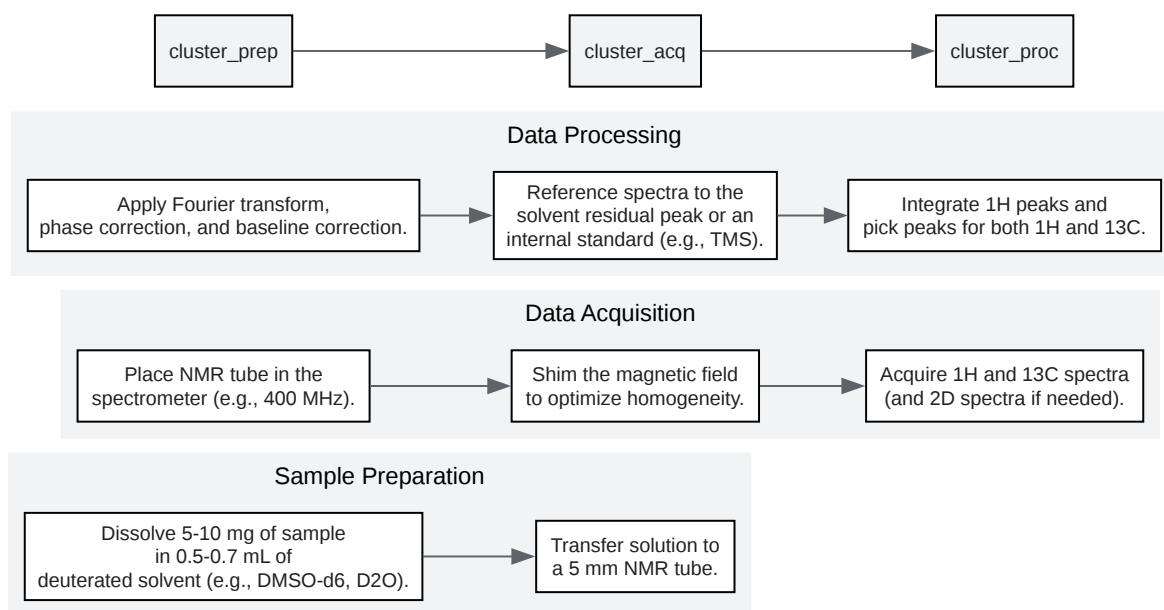 cluster_prep
cluster_acq
cluster_proc
Data Processing
Apply Fourier transform,
phase correction, and baseline correction.
Reference spectra to the
solvent residual peak or an
internal standard (e.g., TMS).
Integrate 1H peaks and
pick peaks for both 1H and 13C.
Data Acquisition
Place NMR tube in the
spectrometer (e.g., 400 MHz).
Shim the magnetic field
to optimize homogeneity.
Acquire 1H and 13C spectra
(and 2D spectra if needed).
Sample Preparation
Dissolve 5-10 mg of sample
in 0.5-0.7 mL of
deuterated solvent (e.g., DMSO-d6, D2O).
Transfer solution to
a 5 mm NMR tube.